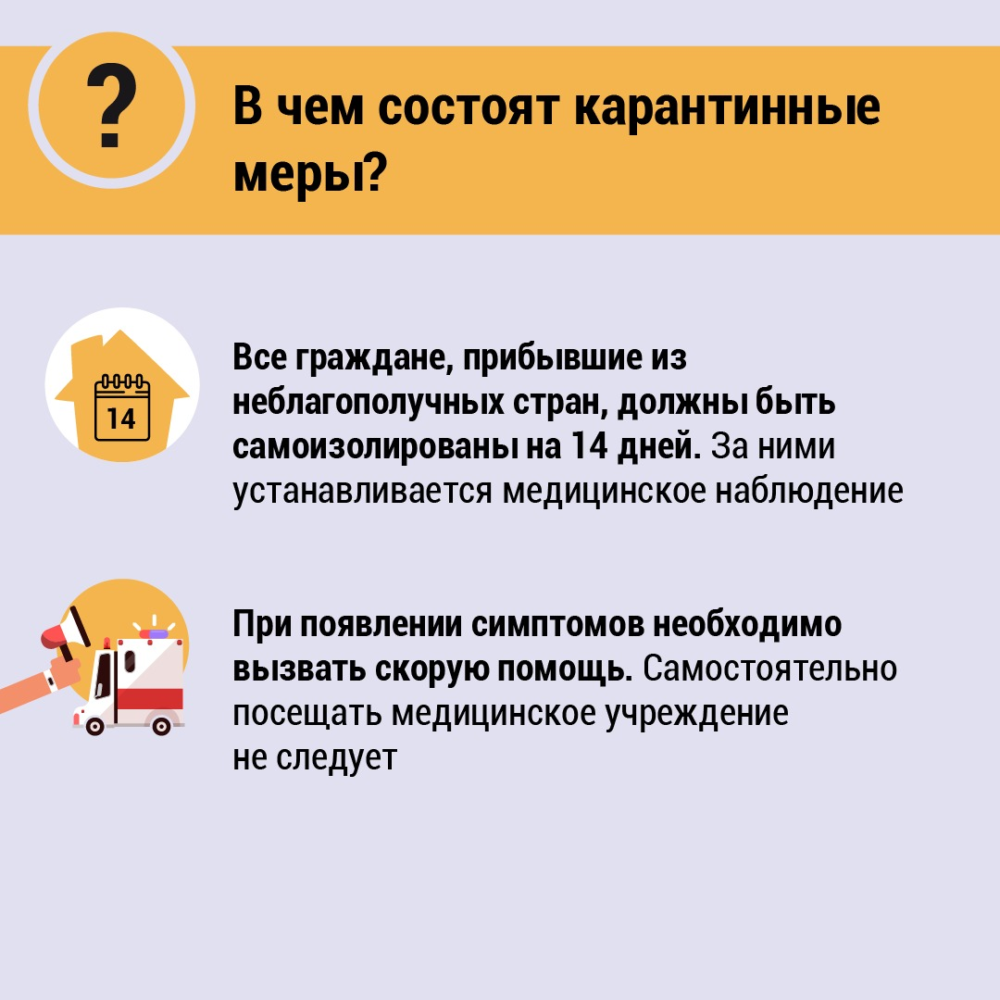 ?
В чем состоят карантинные
меры?
14
Все граждане, прибывшие из
неблагополучных стран, должны быть
самоизолированы на 14 дней. За ними
устанавливается медицинское наблюдение
При появлении симптомов необходимо
вызвать скорую помощь. Самостоятельно
посещать медицинское учреждение
не следует